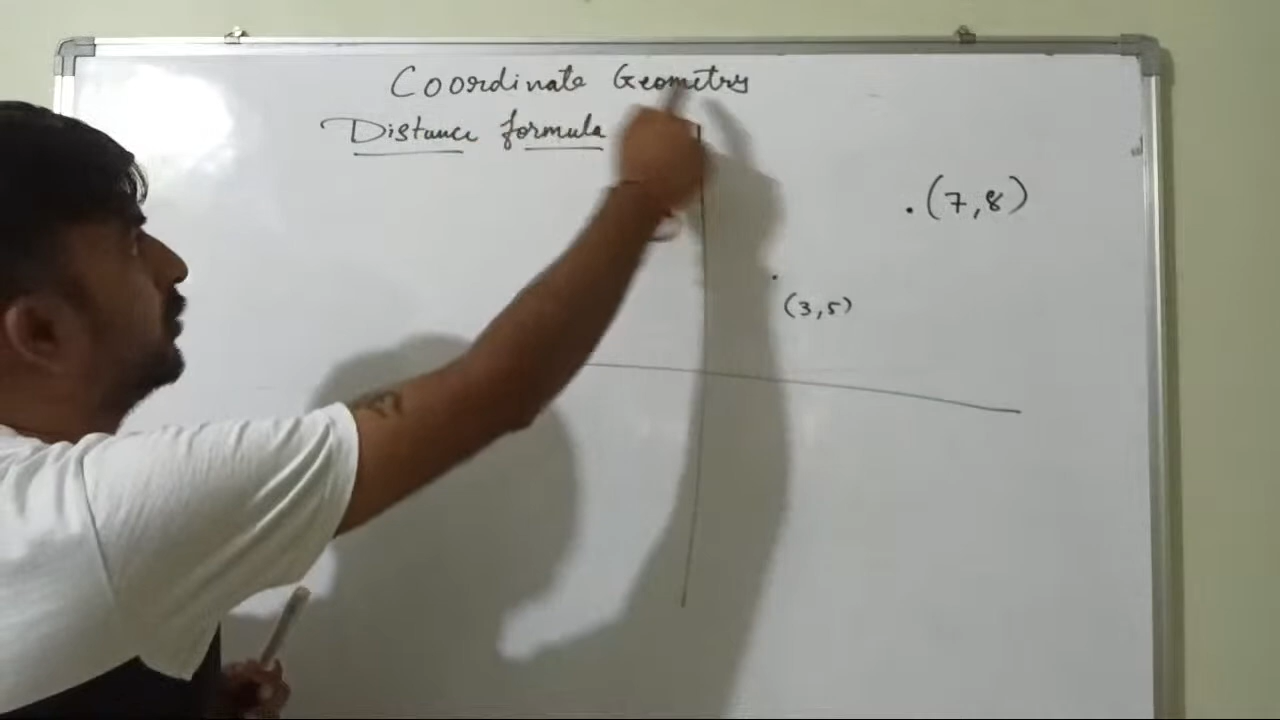 Coordinate Geometry
Distance formula
(7,8)
(3,5)